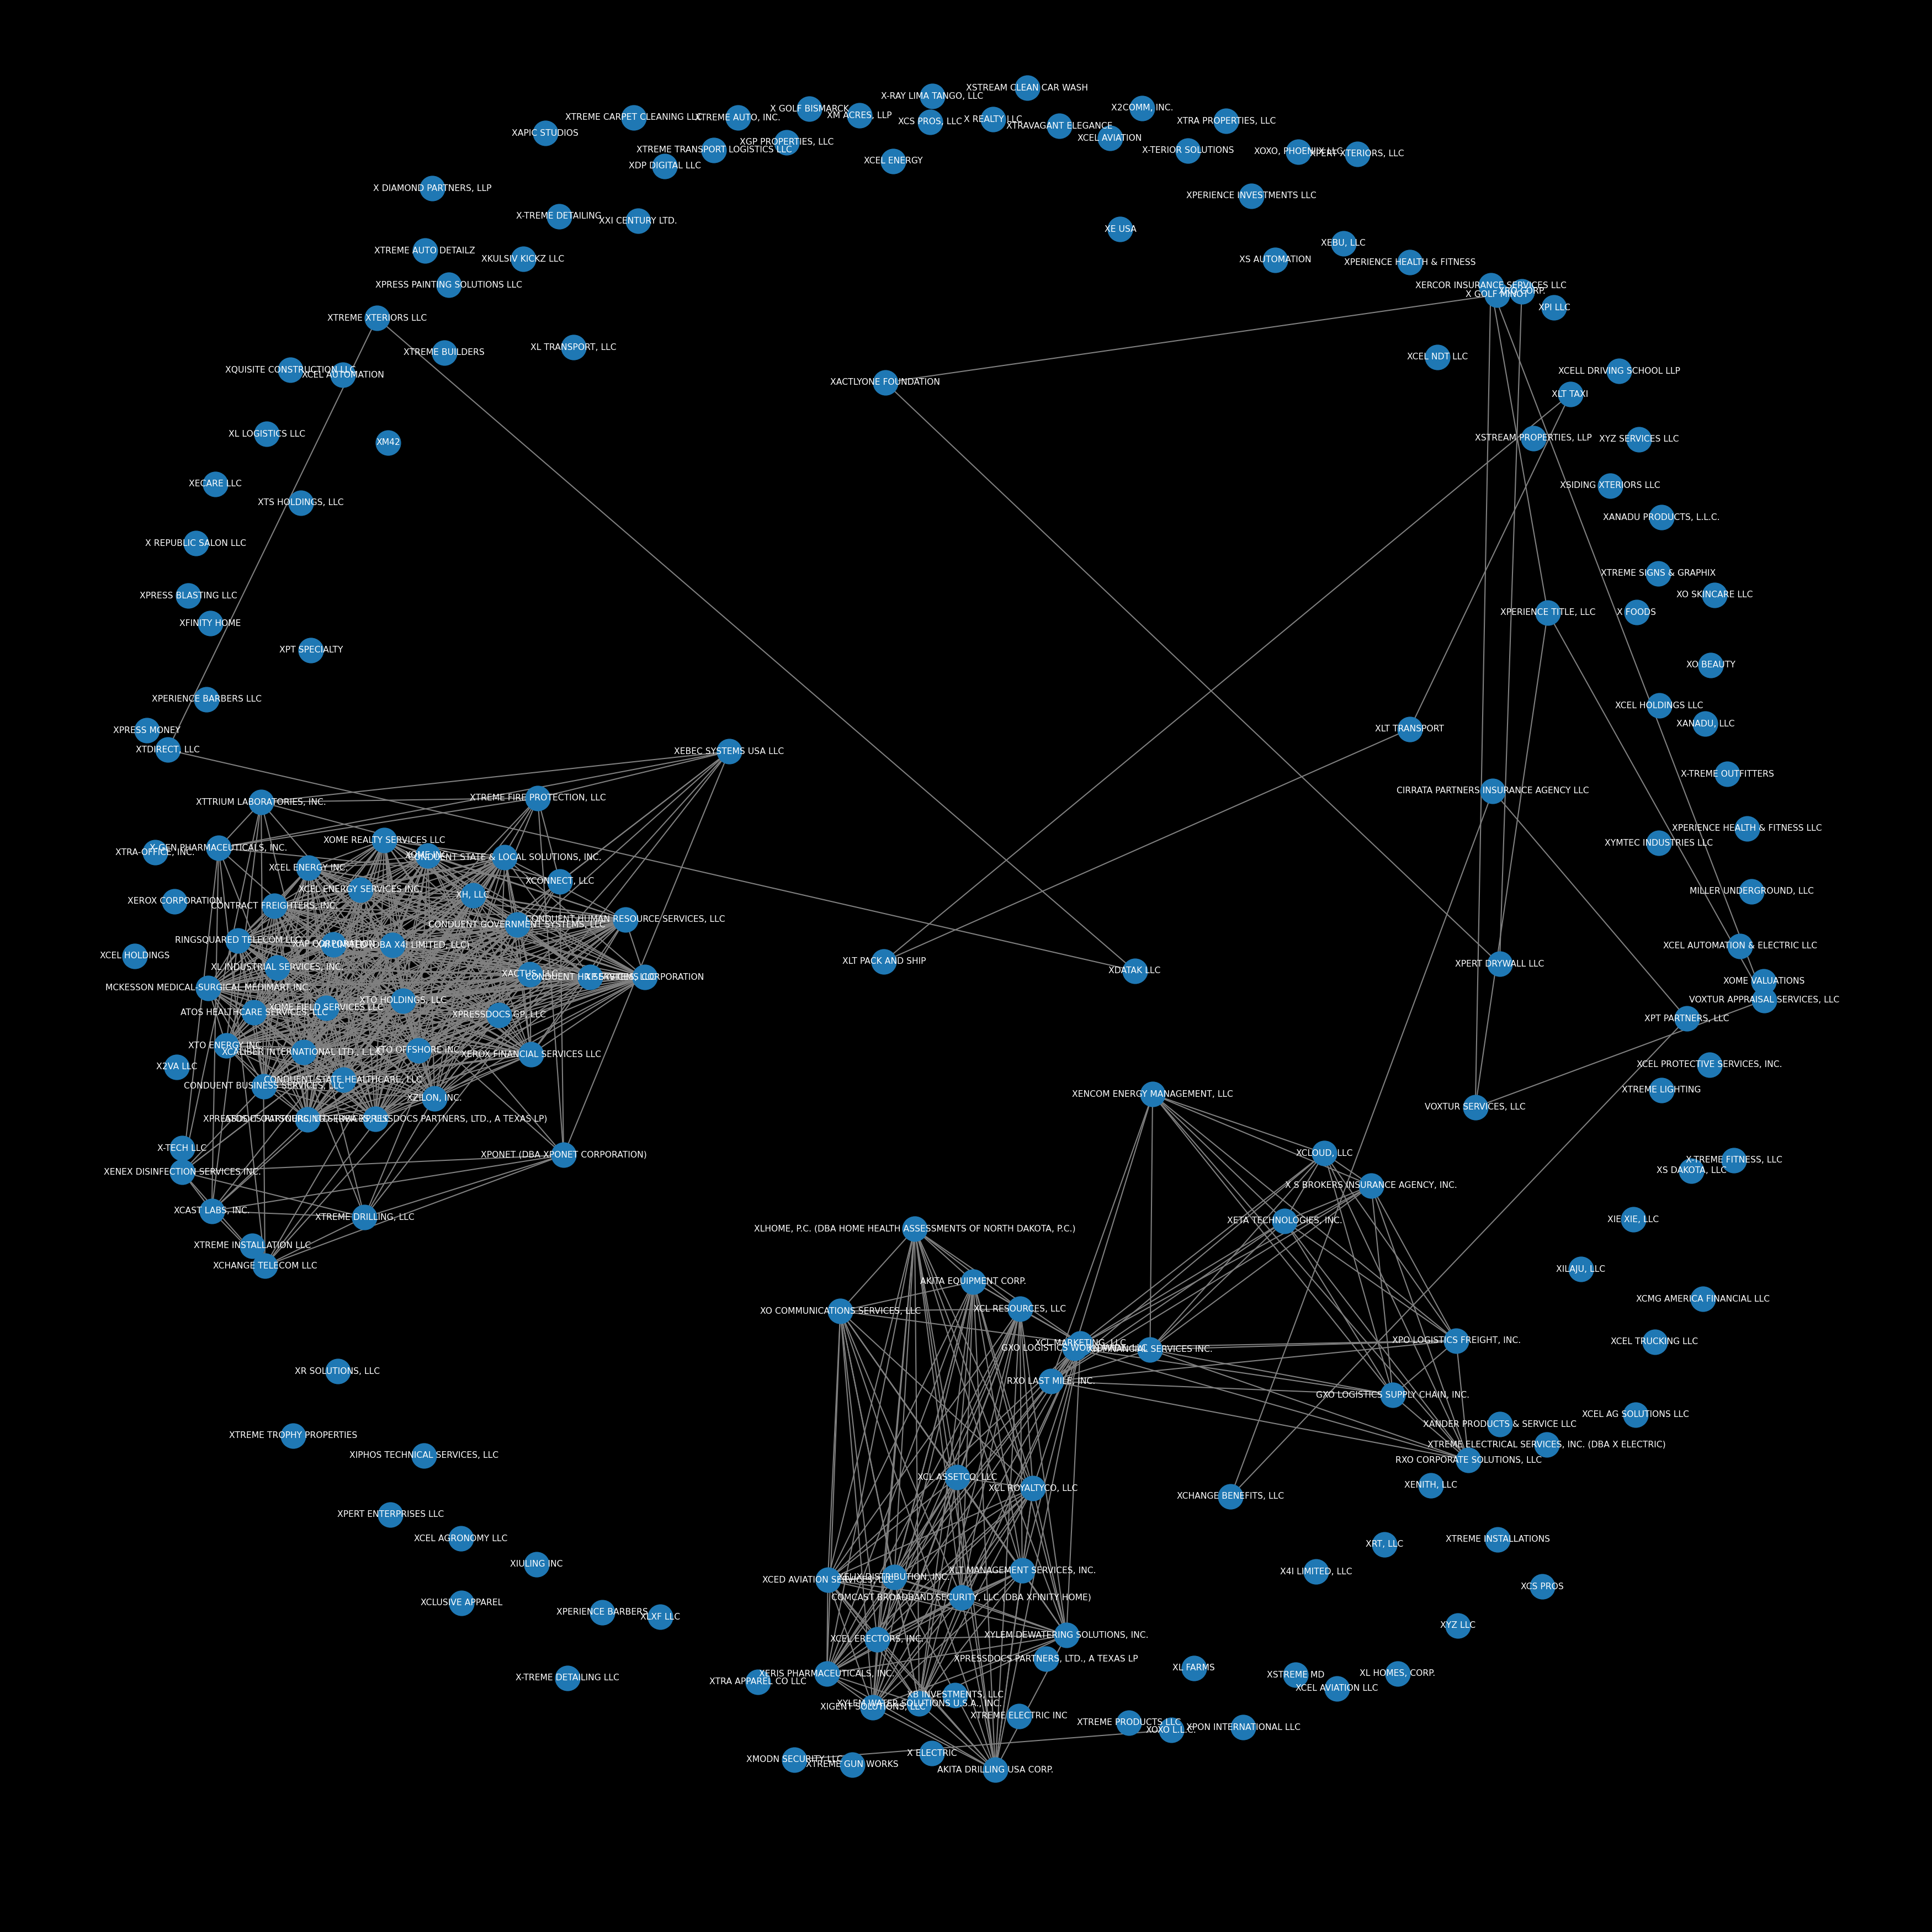 XSTREAM CLEAN CAR WASH
X-RAY LIMA TANGO, LLC
X2COMM, INC.
X GOLF BISMARCK
XM ACRES, LLP
XTREME CARPET CLEANING LLC
XTREME AUTO, INC.
XCS PROS, LLC
X REALTY LLC
XTRA PROPERTIES, LLC
XTRAVAGANT ELEGANCE
XAPIC STUDIOS
XCEL AVIATION
XGP PROPERTIES, LLC
XTREME TRANSPORT LOGISTICS LLC
X-TERIOR SOLUTIONS
XOXO, PHOENIX LLC
XPERT XTERIORS, LLC
XCEL ENERGY
XDP DIGITAL LLC
X DIAMOND PARTNERS, LLP
XPERIENCE INVESTMENTS LLC
X-TREME DETAILING
XXI CENTURY LTD.
XE USA
XEBU, LLC
XTREME AUTO DETAILZ
XKULSIV KICKZ LLC
XS AUTOMATION
XPERIENCE HEALTH & FITNESS
XPRESS PAINTING SOLUTIONS LLC
XERCOR INSURANCE SERVICES LLC
XRO CORP.
X GOLF MINOT
XPI LLC
XTREME XTERIORS LLC
XL TRANSPORT, LLC
XTREME BUILDERS
XCEL NDT LLC
XQUISITE CONSTRUCTION LLC
XCEL AUTOMATION
XCELL DRIVING SCHOOL LLP
XACTLYONE FOUNDATION
XLT TAXI
XL LOGISTICS LLC
XM42
XSTREAM PROPERTIES, LLP
XYZ SERVICES LLC
XECARE LLC
XSIDING XTERIORS LLC
XTS HOLDINGS, LLC
XANADU PRODUCTS, L.L.C.
X REPUBLIC SALON LLC
XTREME SIGNS & GRAPHIX
XPRESS BLASTING LLC
XO SKINCARE LLC
XPERIENCE TITLE, LLC
X FOODS
XFINITY HOME
XPT SPECIALTY
XO BEAUTY
XPERIENCE BARBERS LLC
XCEL HOLDINGS LLC
XANADU, LLC
XPRESS MONEY
XLT TRANSPORT
XTDIRECT, LLC
XEBEC SYSTEMS USA LLC
X-TREME OUTFITTERS
CIRRATA PARTNERS INSURANCE AGENCY LLC
XTTRIUM LABORATORIES, INC.
XTREME FIRE PROTECTION, LLC
XPERIENCE HEALTH & FITNESS LLC
XOME REALTY SERVICES LLC
XYMTEC INDUSTRIES LLC
X-GEN PHARMACEUTICALS, INC.
XTRA-OFFICE, INC.
XOME INC.
CONDUENT STATE & LOCAL SOLUTIONS, INC.
XCEL ENERGY INC.
XCONNECT, LLC
XCEL ENERGY SERVICES INC.
MILLER UNDERGROUND, LLC
XH, LLC
XEROX CORPORATION
CONTRACT FREIGHTERS, INC.
CONDUENT HUMAN RESOURCE SERVICES, LLC
CONDUENT GOVERNMENT SYSTEMS, LLC
RINGSQUARED TELECOM LLC
XAP CORPORATION
X4I LIMITED (DBA X4I LIMITED, LLC)
XCEL AUTOMATION & ELECTRIC LLC
XCEL HOLDINGS
XLT PACK AND SHIP
XPERT DRYWALL LLC
XL INDUSTRIAL SERVICES, INC.
XDATAK LLC
XACTUS, LLC
CONDUENT HR SERVICES, LLC
XOME VALUATIONS
MCKESSON MEDICAL-SURGICAL MEDIMART INC.
VOXTUR APPRAISAL SERVICES, LLC
XTO HOLDINGS, LLC
XOME FIELD SERVICES LLC
ATOS HEALTHCARE SERVICES, LLC
XPRESSDOCS GP, LLC
XPT PARTNERS, LLC
XTO ENERGY INC.
XCALIBER INTERNATIONAL LTD., L.L.C.
XTO OFFSHORE INC.
XEROX FINANCIAL SERVICES LLC
XCEL PROTECTIVE SERVICES, INC.
X2VA LLC
CONDUENT STATE HEALTHCARE, LLC
CONDUENT BUSINESS SERVICES, LLC
XTREME LIGHTING
XENCOM ENERGY MANAGEMENT, LLC
XZILON, INC.
VOXTUR SERVICES, LLC
XPRESSDOCS PARTNERS, LTD. (DBA XPRESSDOCS PARTNERS, LTD., A TEXAS LP)
X-TECH LLC
XPONET (DBA XPONET CORPORATION)
XCLOUD, LLC
X-TREME FITNESS, LLC
XENEX DISINFECTION SERVICES INC.
XS DAKOTA, LLC
X S BROKERS INSURANCE AGENCY, INC.
XCAST LABS, INC.
XTREME DRILLING, LLC
XETA TECHNOLOGIES, INC.
XIE XIE, LLC
XLHOME, P.C. (DBA HOME HEALTH ASSESSMENTS OF NORTH DAKOTA, P.C.)
XTREME INSTALLATION LLC
XCHANGE TELECOM LLC
XILAJU, LLC
AKITA EQUIPMENT CORP.
XCMG AMERICA FINANCIAL LLC
XO COMMUNICATIONS SERVICES, LLC
XCL RESOURCES, LLC
XCL MARKETING, LLC
XPO LOGISTICS FREIGHT, INC.
XCEL TRUCKING LLC
XR SOLUTIONS, LLC
RXO LAST MILE, INC.
GXO LOGISTICS SUPPLY CHAIN, INC.
XCEL AG SOLUTIONS LLC
XANDER PRODUCTS & SERVICE LLC
XTREME TROPHY PROPERTIES
XTREME ELECTRICAL SERVICES, INC. (DBA X ELECTRIC)
XIPHOS TECHNICAL SERVICES, LLC
RXO CORPORATE SOLUTIONS, LLC
XCL ASSETCO, LLC
XENITH, LLC
XCL ROYALTYCO, LLC
XCHANGE BENEFITS, LLC
XPERT ENTERPRISES LLC
XCEL AGRONOMY LLC
XTREME INSTALLATIONS
XRT, LLC
XIULING INC
XLT MANAGEMENT SERVICES, INC.
X4I LIMITED, LLC
XCED AVIATION SERVICES, LLC
XCS PROS
COMCAST BROADBAND SECURITY, LLC (DBA XFINITY HOME)
XCLUSIVE APPAREL
XPERIENCE BARBERS
XLXF LLC
XYZ LLC
XYLEM DEWATERING SOLUTIONS, INC.
XCEL ERECTORS, INC.
XPRESSDOCS PARTNERS, LTD., A TEXAS LP
XL FARMS
XERIS PHARMACEUTICALS, INC.
XSTREME MD
XL HOMES, CORP.
X-TREME DETAILING LLC
XTRA APPAREL CO LLC
XCEL AVIATION LLC
XB INVESTMENTS, LLC
XYLEM WATER SOLUTIONS U.S.A., INC.
XIGENT SOLUTIONS, LLC
XTREME ELECTRIC INC
XTREME PRODUCTS LLC
XOXO L.L.C.
XPON INTERNATIONAL LLC
X ELECTRIC
XMODN SECURITY LLC
XTREME GUN WORKS
AKITA DRILLING USA CORP.